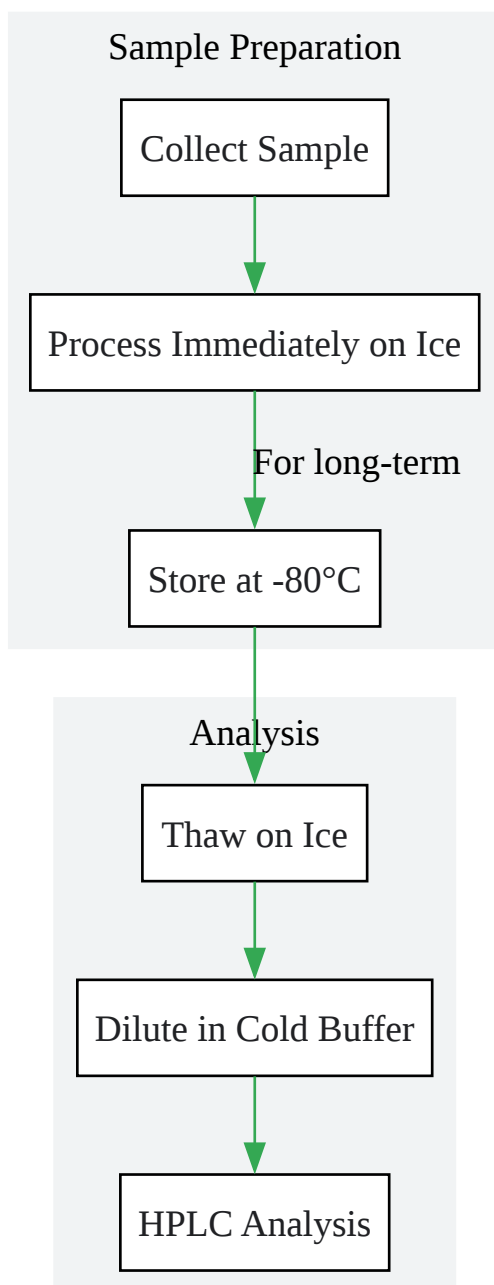 Sample Preparation
Collect Sample
Process Immediately on Ice
For long-term
Store at -80°C
Analysis
Thaw on Ice
Dilute in Cold Buffer
HPLC Analysis